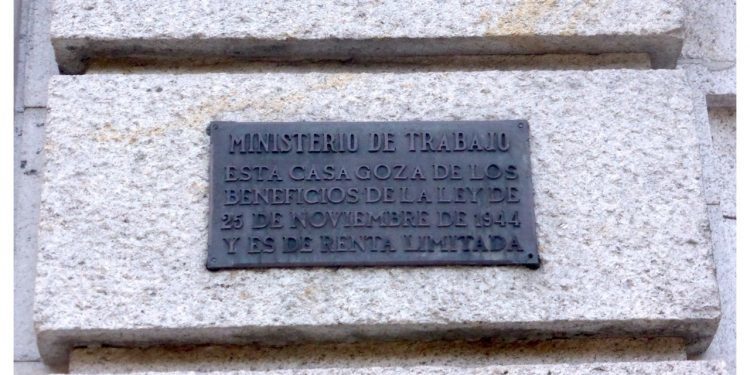 MINISTERIO DE TRABAJO
ESTA CASA GOZA DE LOS
BENEFICIOS DE LA LEY DE
25 DE NOVIEMBRE DE 1944
Y ES DE RENTA LIMITADA